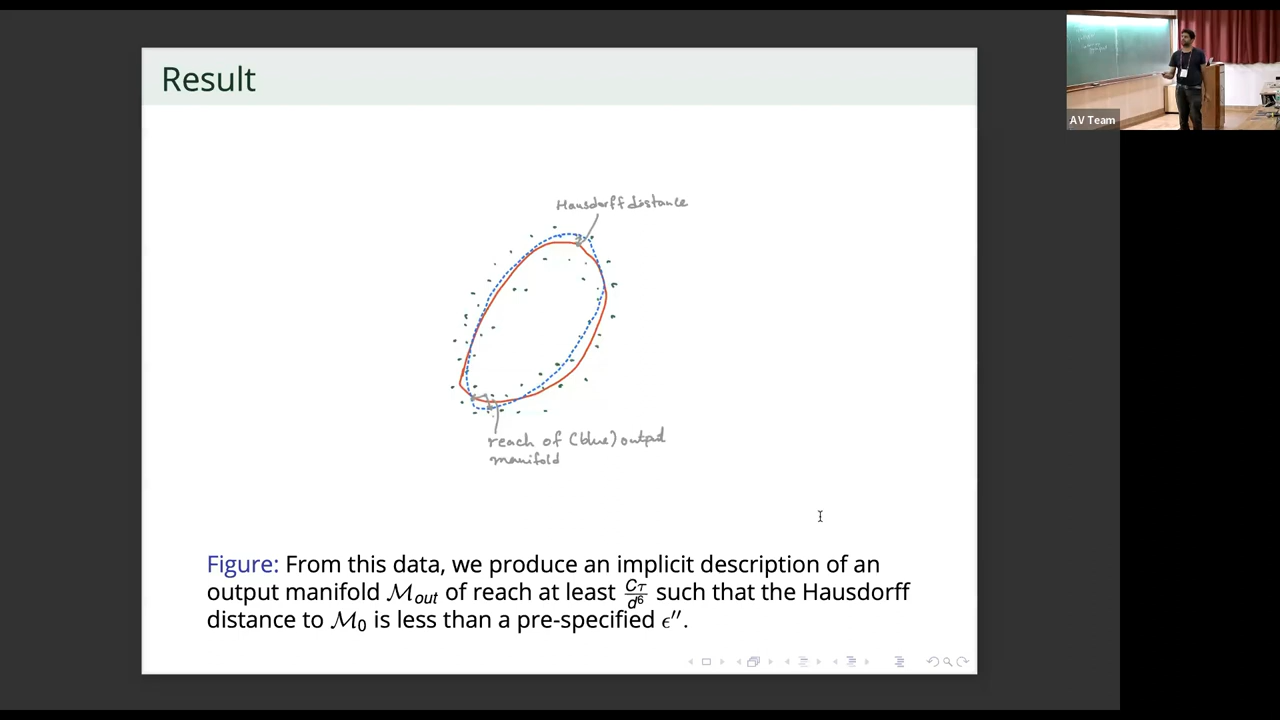 Result
AV Team
Hausdorff distance
reach of (blue) output
manifold
Figure: From this data, we produce an implicit description of an
output manifold ℳ_out of reach at least Cτ/d⁶ such that the Hausdorff
distance to ℳ₀ is less than a pre-specified ϵ′′.